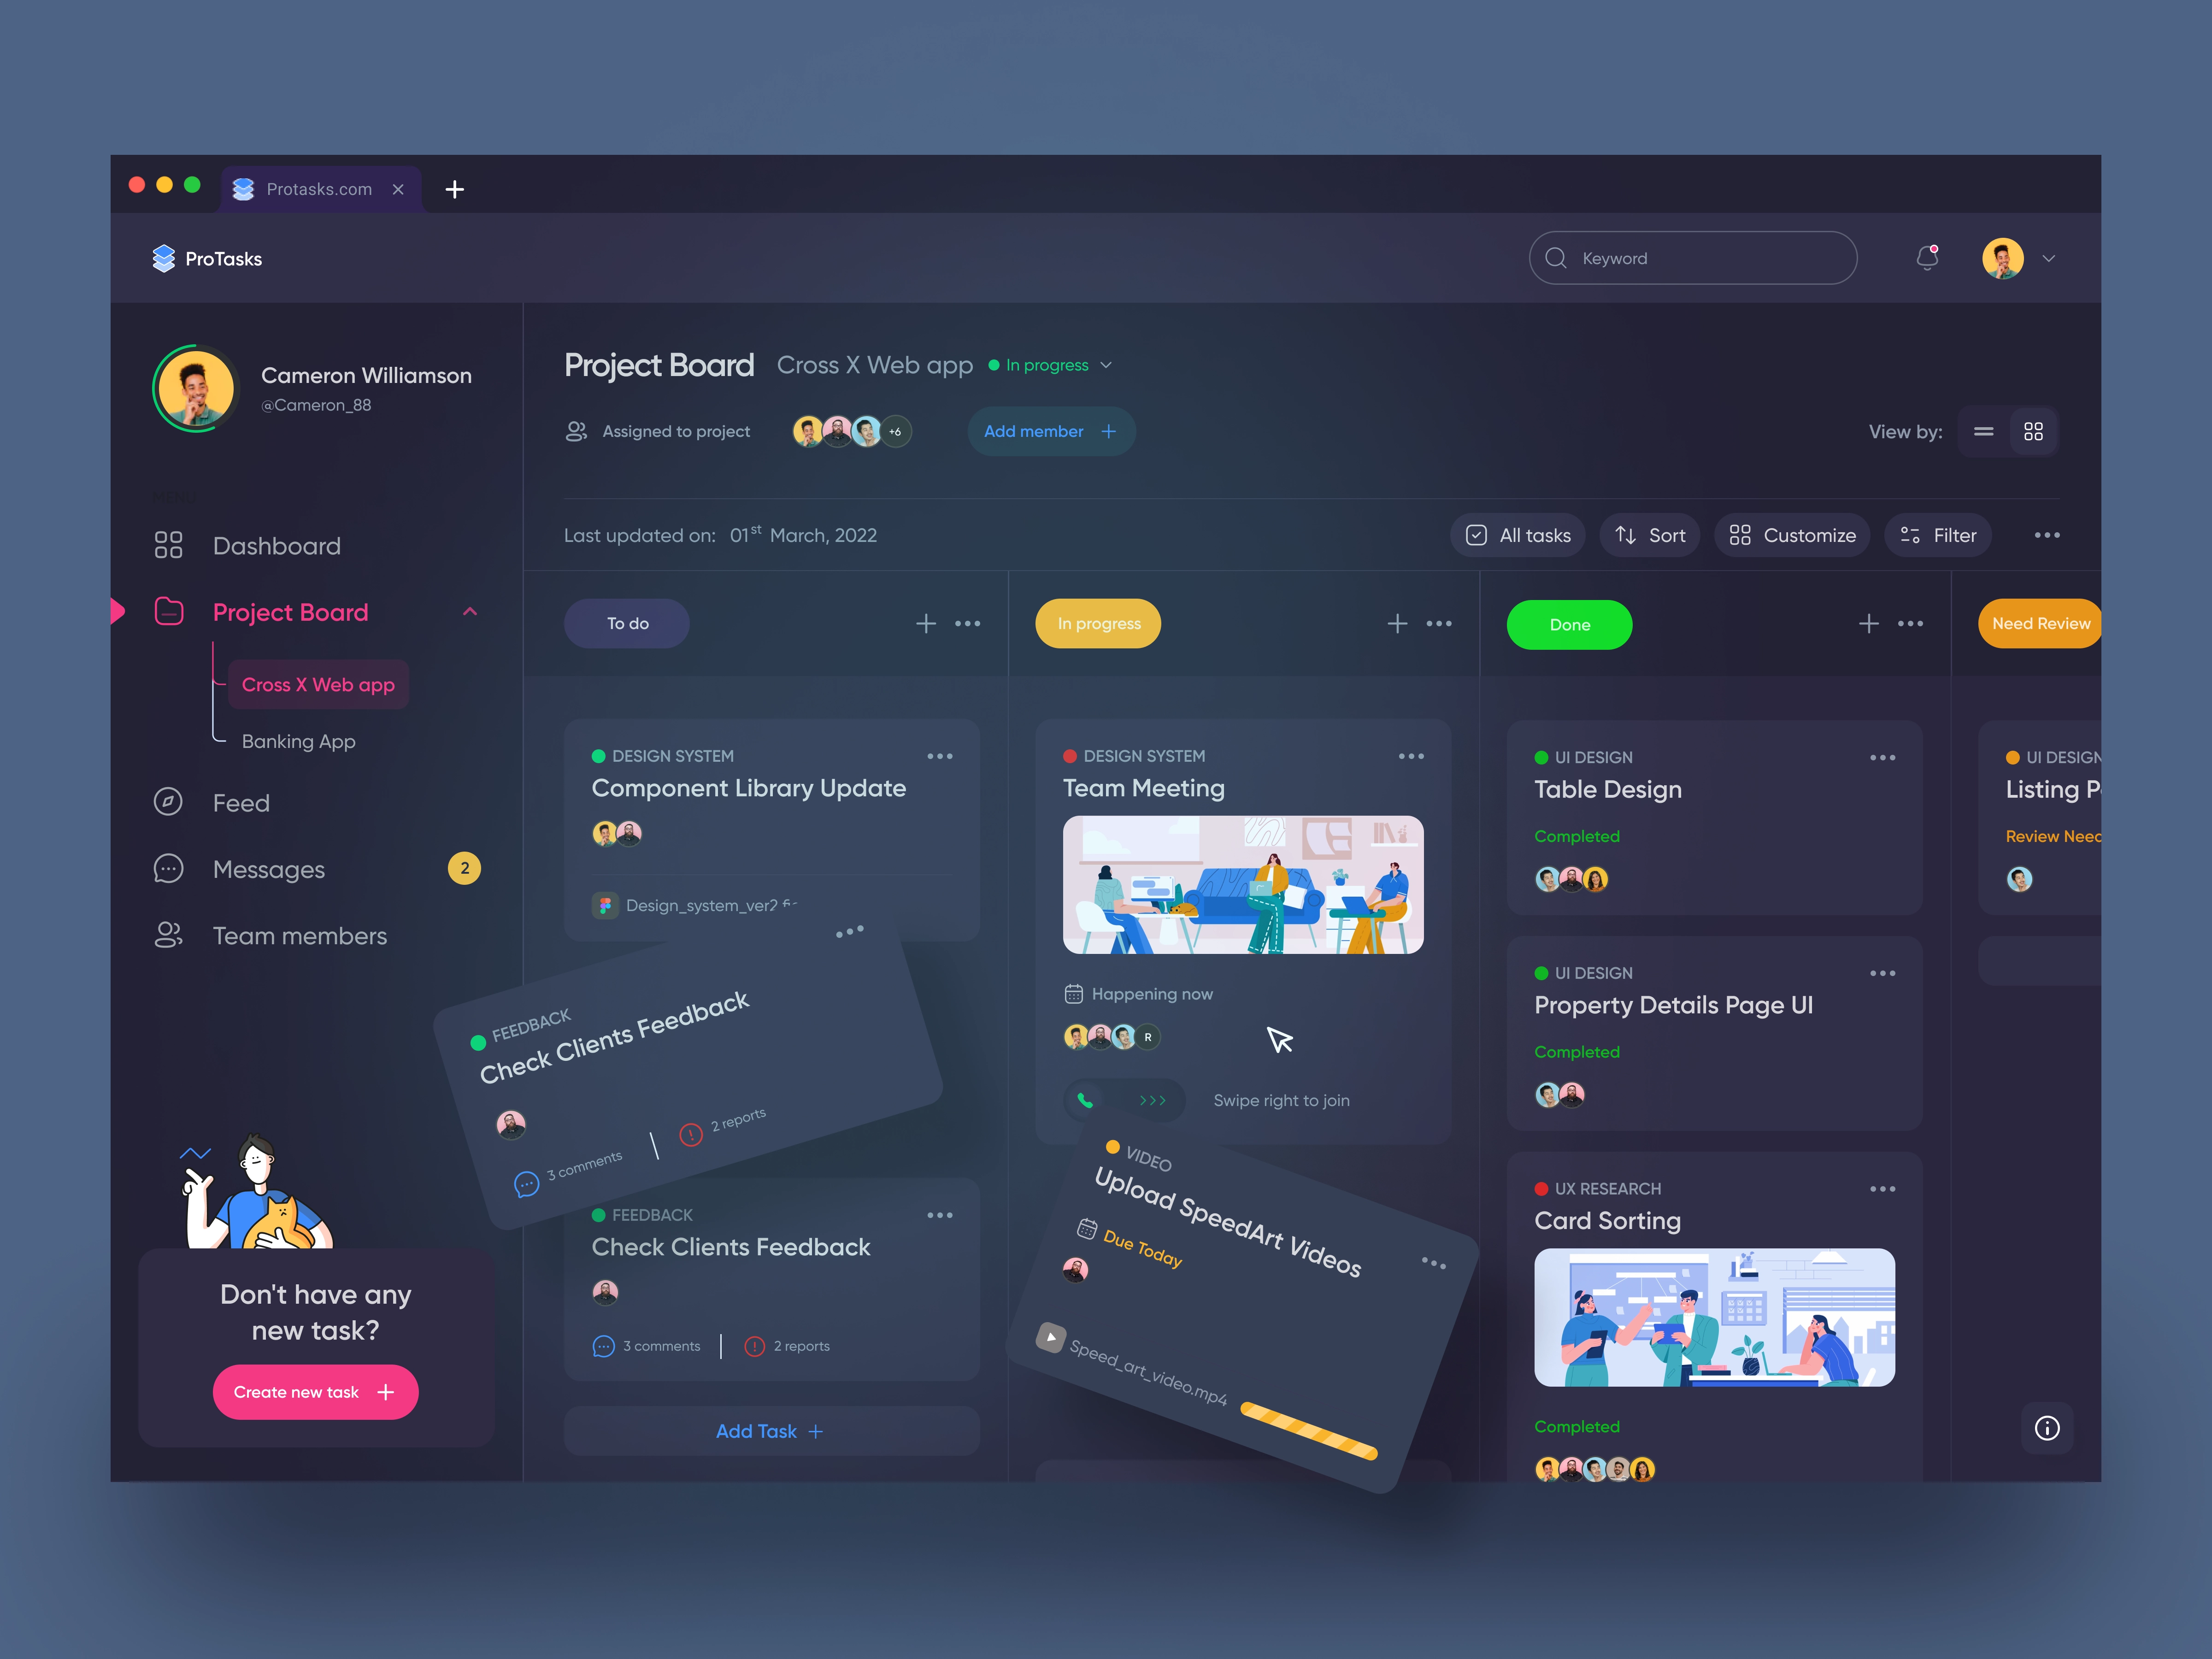 Protasks.com
ProTasks
Keyword
Cameron Williamson
@Cameron_88
MENU
Dashboard
Project Board
Cross X Web app
Banking App
Feed
Messages
2
Team members
Don't have any
new task?
Create new task
Project Board
Cross X Web app
In progress
Assigned to project
+6
Add member
View by:
Last updated on: 01st March, 2022
All tasks
Sort
Customize
Filter
To do
DESIGN SYSTEM
Component Library Update
FEEDBACK
Check Clients Feedback
3 comments
2 reports
FEEDBACK
Check Clients Feedback
3 comments
2 reports
Add Task
In progress
DESIGN SYSTEM
Team Meeting
Happening now
R
Swipe right to join
VIDEO
Upload SpeedArt Videos
Due Today
Speed_art_video.mp4
Done
UI DESIGN
Table Design
Completed
UI DESIGN
Property Details Page UI
Completed
UX RESEARCH
Card Sorting
Completed
Need Review
UI DESIGN
Listing
Review